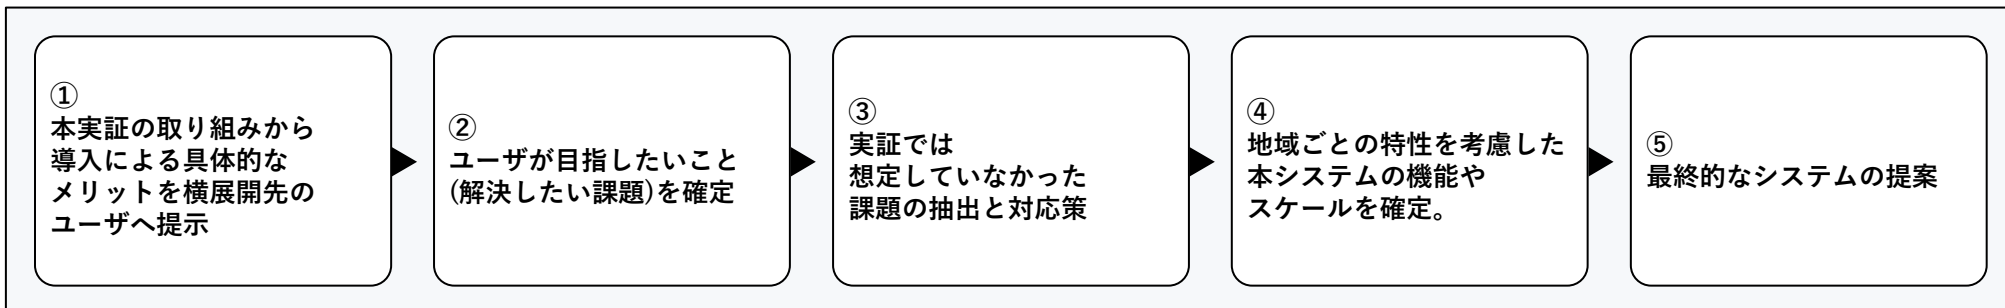 ①
本実証の取り組みから
導入による具体的な
メリットを横展開先の
ユーザへ提示
②
ユーザが目指したいこと
(解決したい課題)を確定
③
実証では
想定していなかった
課題の抽出と対応策
④
地域ごとの特性を考慮した
本システムの機能や
スケールを確定。
⑤
最終的なシステムの提案